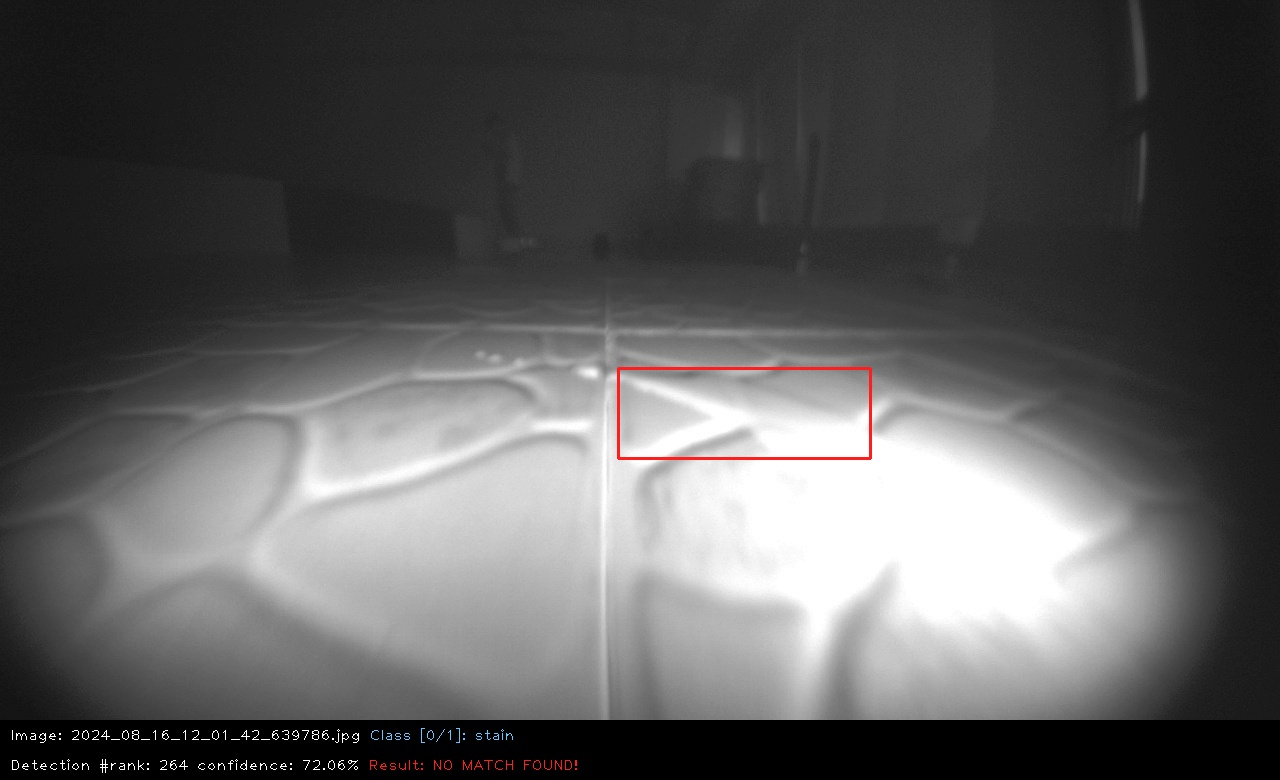 Image: 2024_08_16_12_01_42_639786.jpg Class [0/1]: stain
Detection #rank: 264 confidence: 72.06% Result: NO MATCH FOUND!